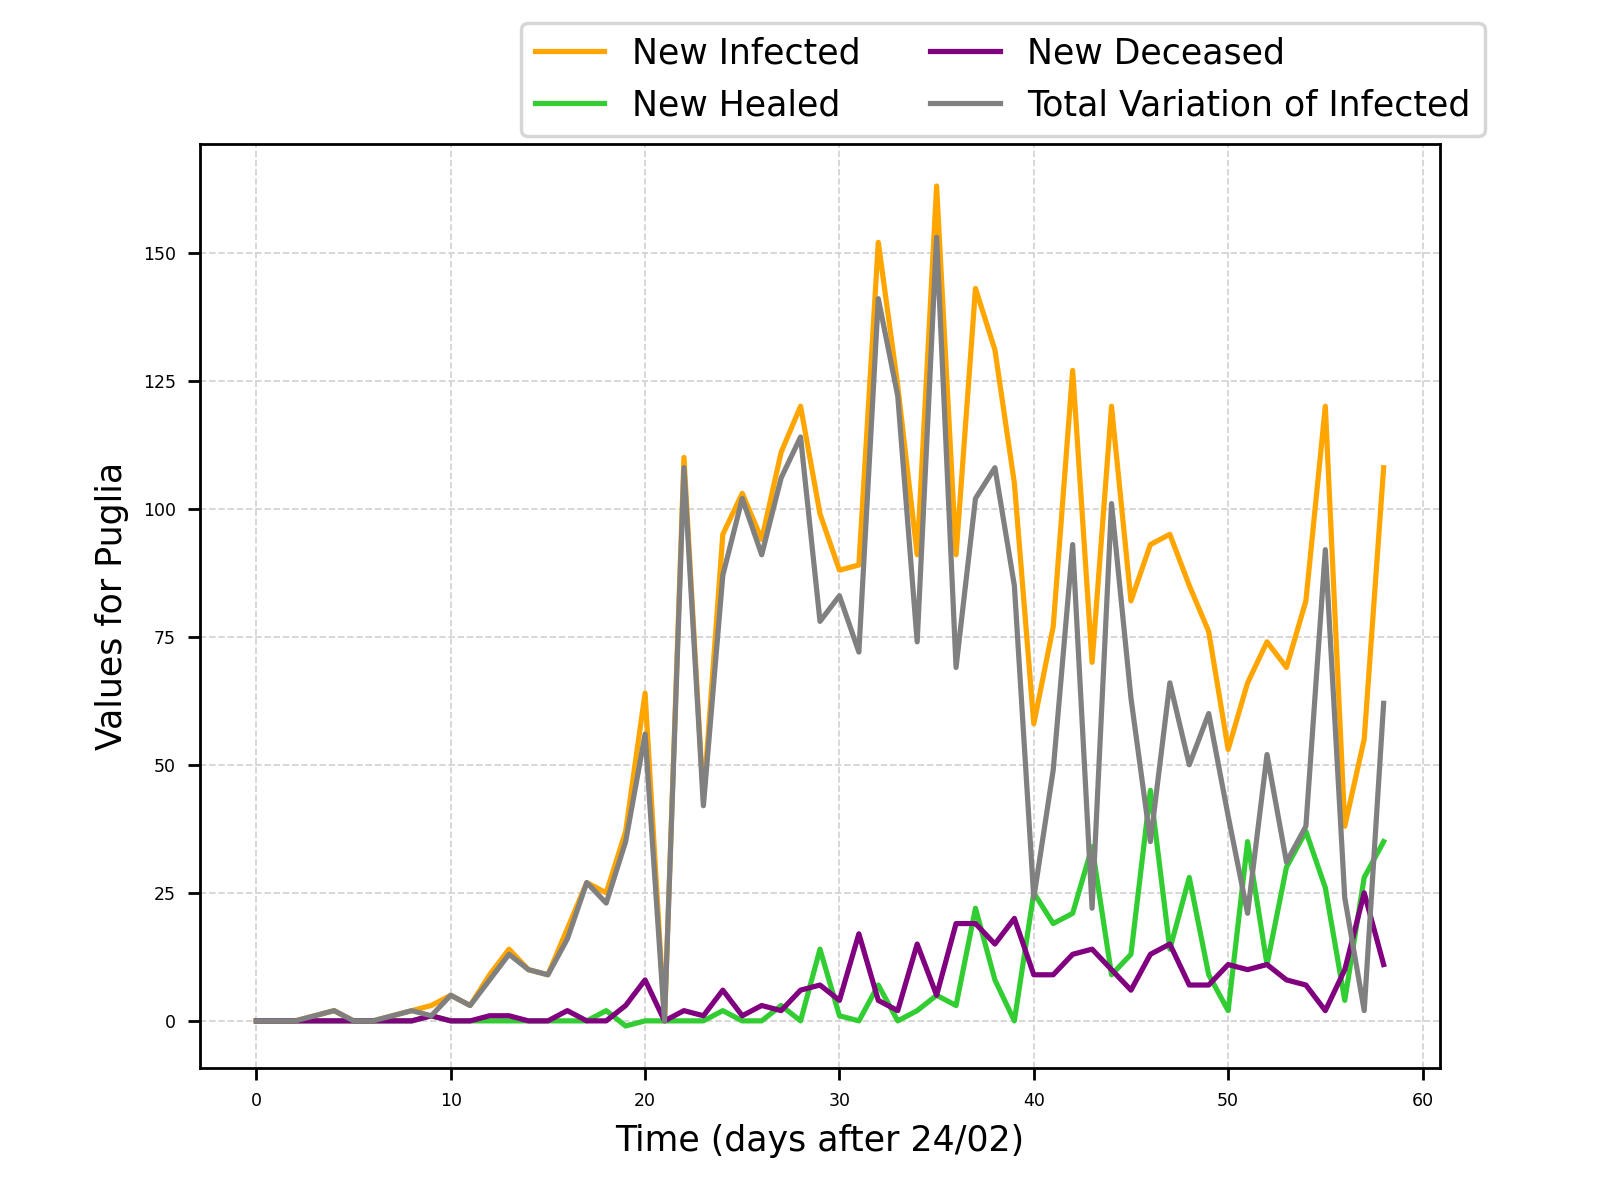 New Infected
New Healed
New Deceased
Total Variation of Infected
Values for Puglia
150
125
100
75
50
25
0
0 10 20 30 40 50 60
Time (days after 24/02)